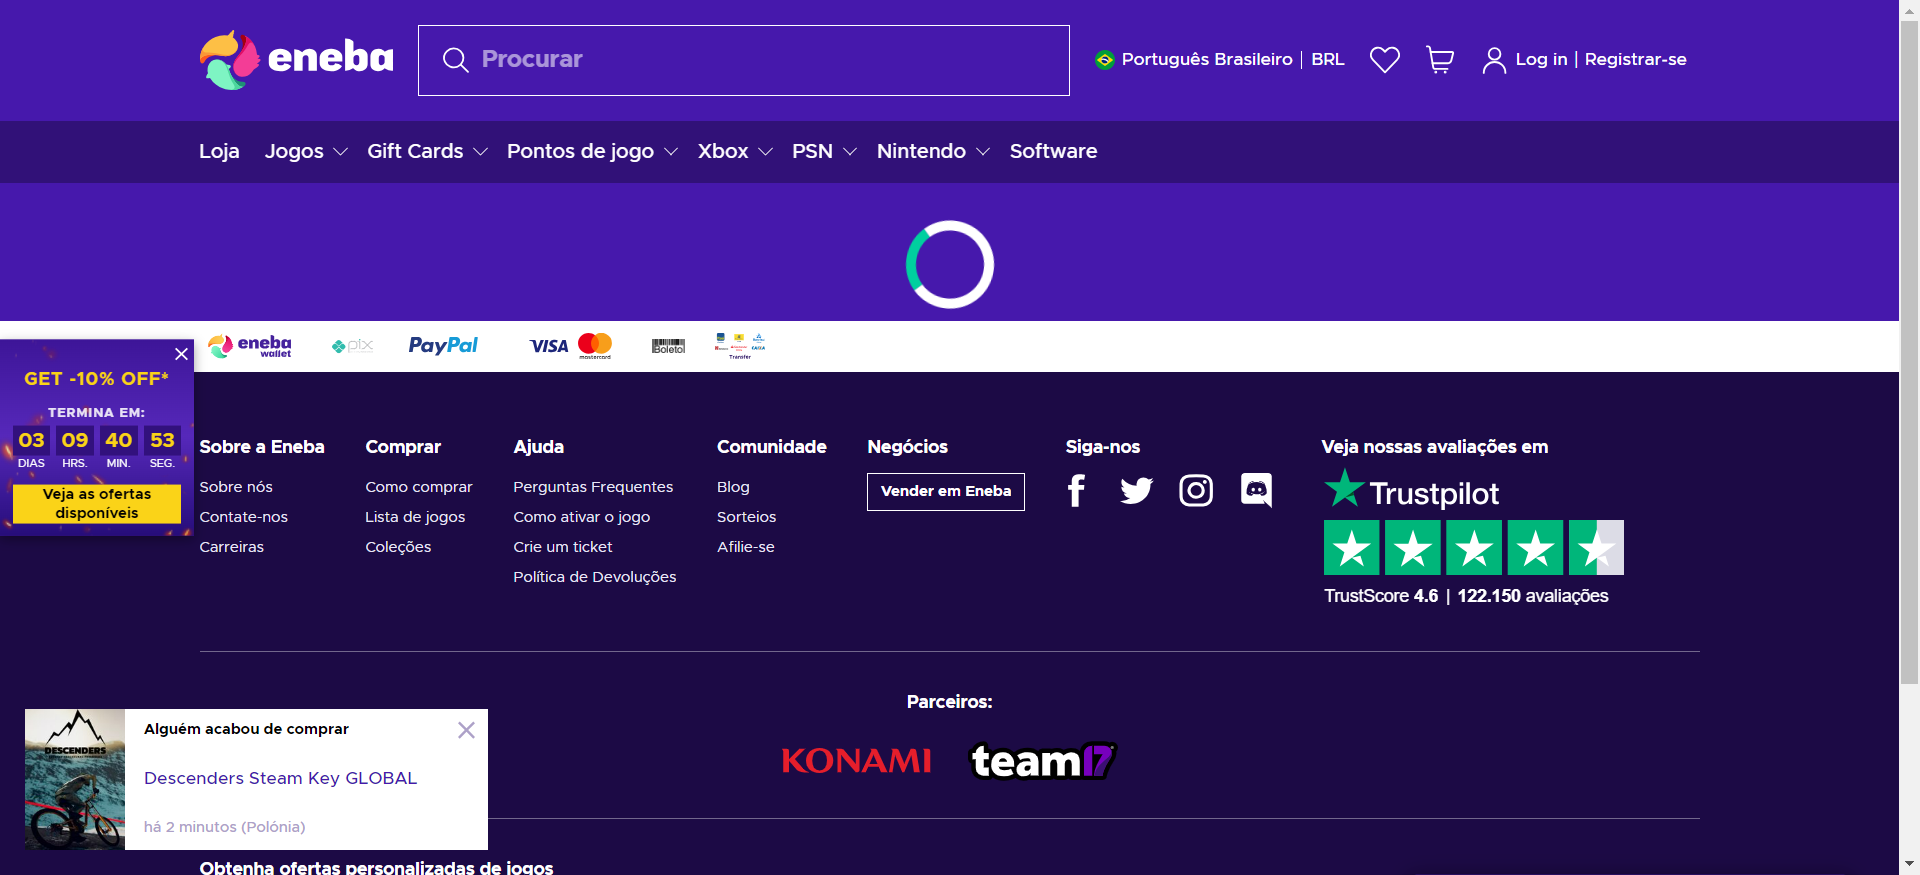 eneba
Procurar
Português Brasileiro | BRL
Log in | Registrar-se
Loja
Jogos
Gift Cards
Pontos de jogo
Xbox
PSN
Nintendo
Software
eneba
wallet
pix
PayPal
VISA
mastercard
Boleto
Transfer
GET -10% OFF*
TERMINA EM:
03 09 40 53
DIAS HRS. MIN. SEG.
Veja as ofertas
disponíveis
Sobre a Eneba
Sobre nós
Contate-nos
Carreiras
Comprar
Como comprar
Lista de jogos
Coleções
Ajuda
Perguntas Frequentes
Como ativar o jogo
Crie um ticket
Política de Devoluções
Comunidade
Blog
Sorteios
Afilie-se
Negócios
Vender em Eneba
Siga-nos
Veja nossas avaliações em
Trustpilot
TrustScore 4.6 | 122.150 avaliações
Parceiros:
KONAMI
team17
DESCENDERS
Alguém acabou de comprar
Descenders Steam Key GLOBAL
há 2 minutos (Polónia)
Obtenha ofertas personalizadas de jogos